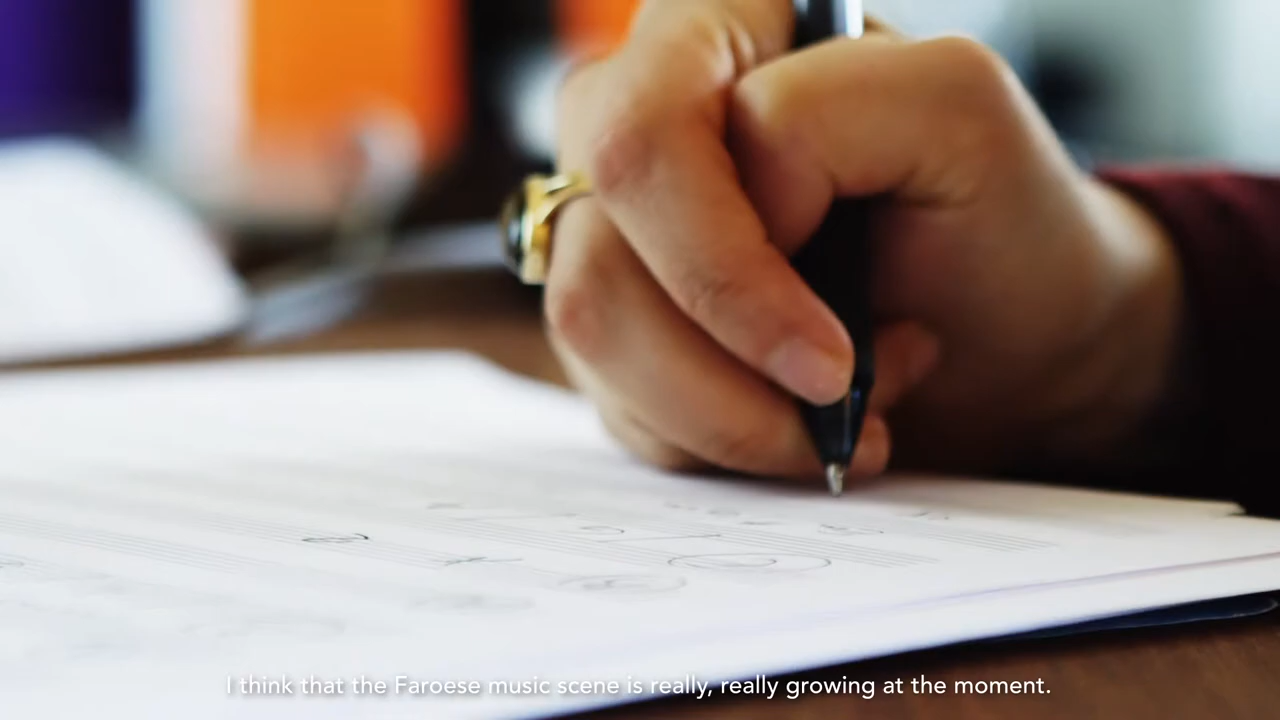 I think that the Faroese music scene is really, really growing at the moment.